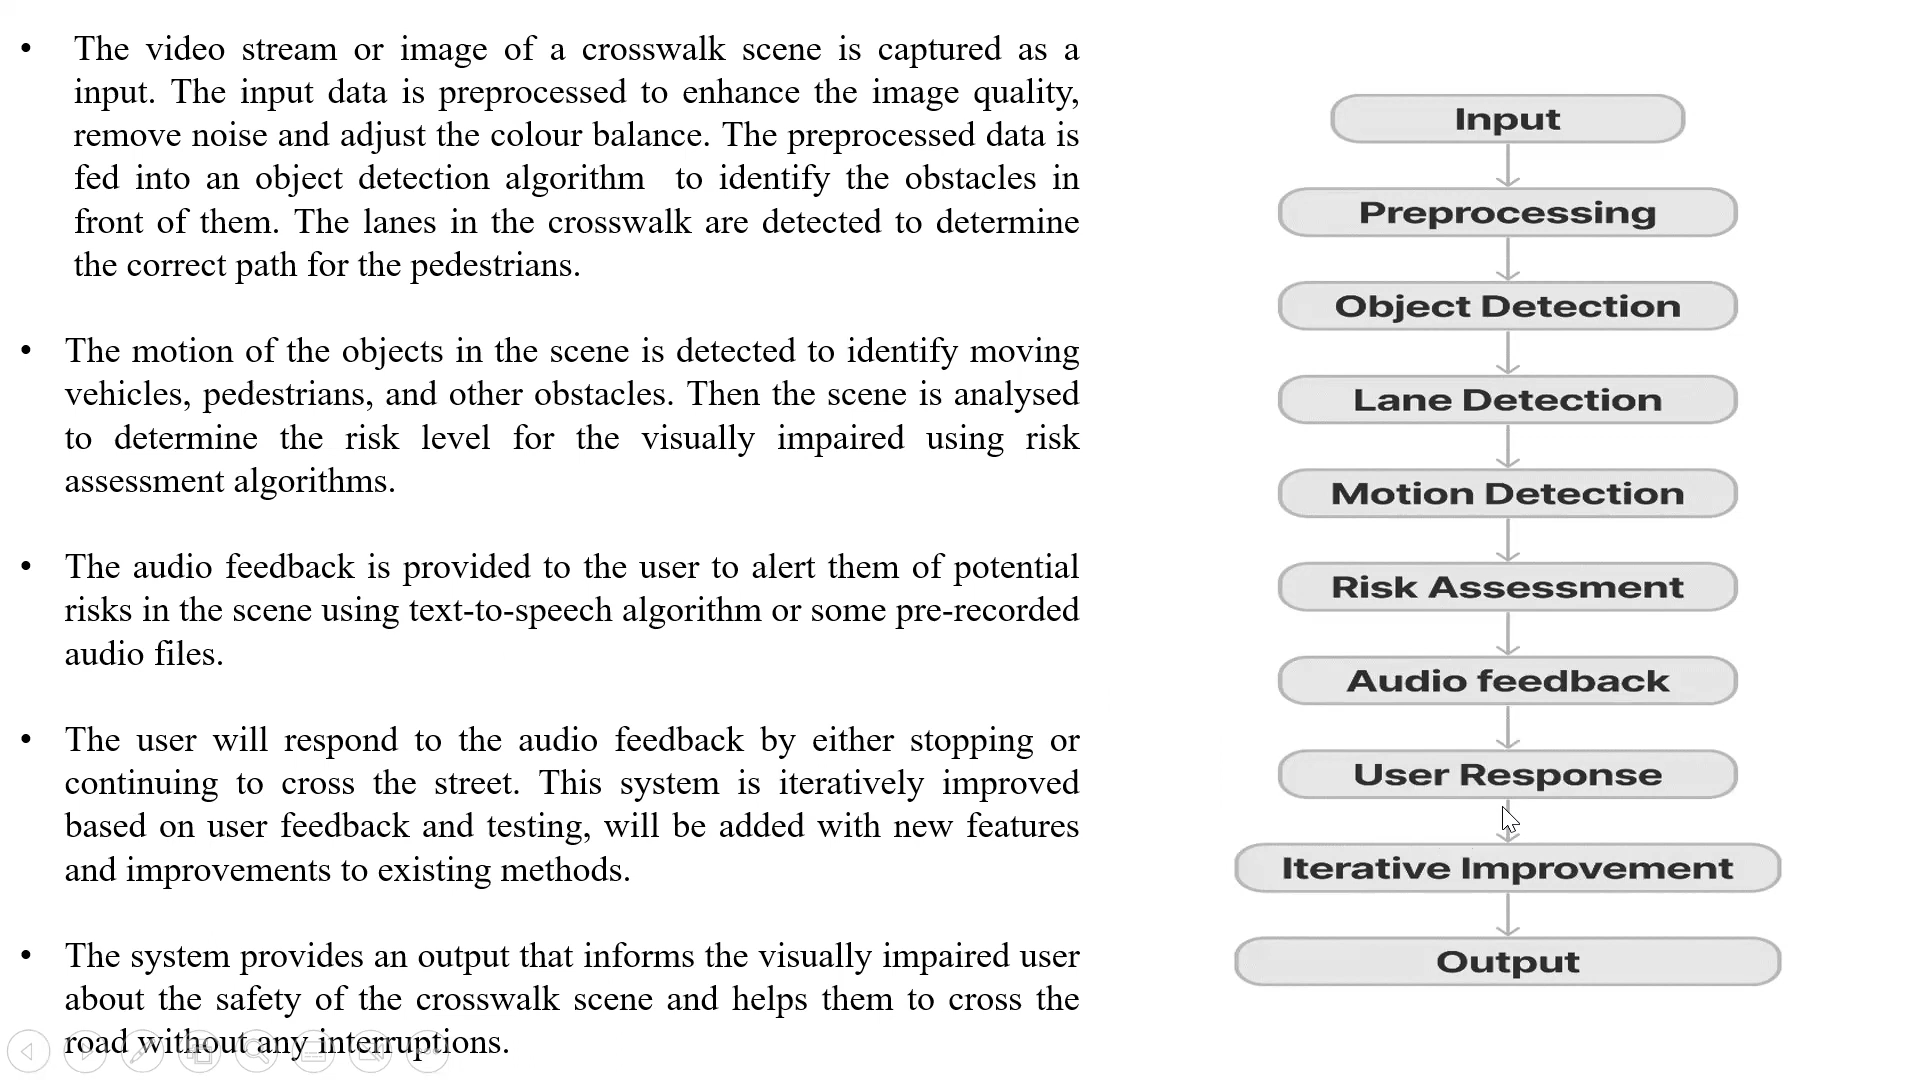 • The video stream or image of a crosswalk scene is captured as a
input. The input data is preprocessed to enhance the image quality,
remove noise and adjust the colour balance. The preprocessed data is
fed into an object detection algorithm to identify the obstacles in
front of them. The lanes in the crosswalk are detected to determine
the correct path for the pedestrians.
• The motion of the objects in the scene is detected to identify moving
vehicles, pedestrians, and other obstacles. Then the scene is analysed
to determine the risk level for the visually impaired using risk
assessment algorithms.
• The audio feedback is provided to the user to alert them of potential
risks in the scene using text-to-speech algorithm or some pre-recorded
audio files.
• The user will respond to the audio feedback by either stopping or
continuing to cross the street. This system is iteratively improved
based on user feedback and testing, will be added with new features
and improvements to existing methods.
• The system provides an output that informs the visually impaired user
about the safety of the crosswalk scene and helps them to cross the
road without any interruptions.
Input
Preprocessing
Object Detection
Lane Detection
Motion Detection
Risk Assessment
Audio feedback
User Response
Iterative Improvement
Output